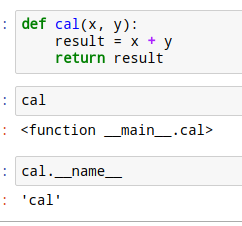 : def cal(x, y):
    result = x + y
    return result
: cal
: <function __main__.cal>
: cal.__name__
: 'cal'